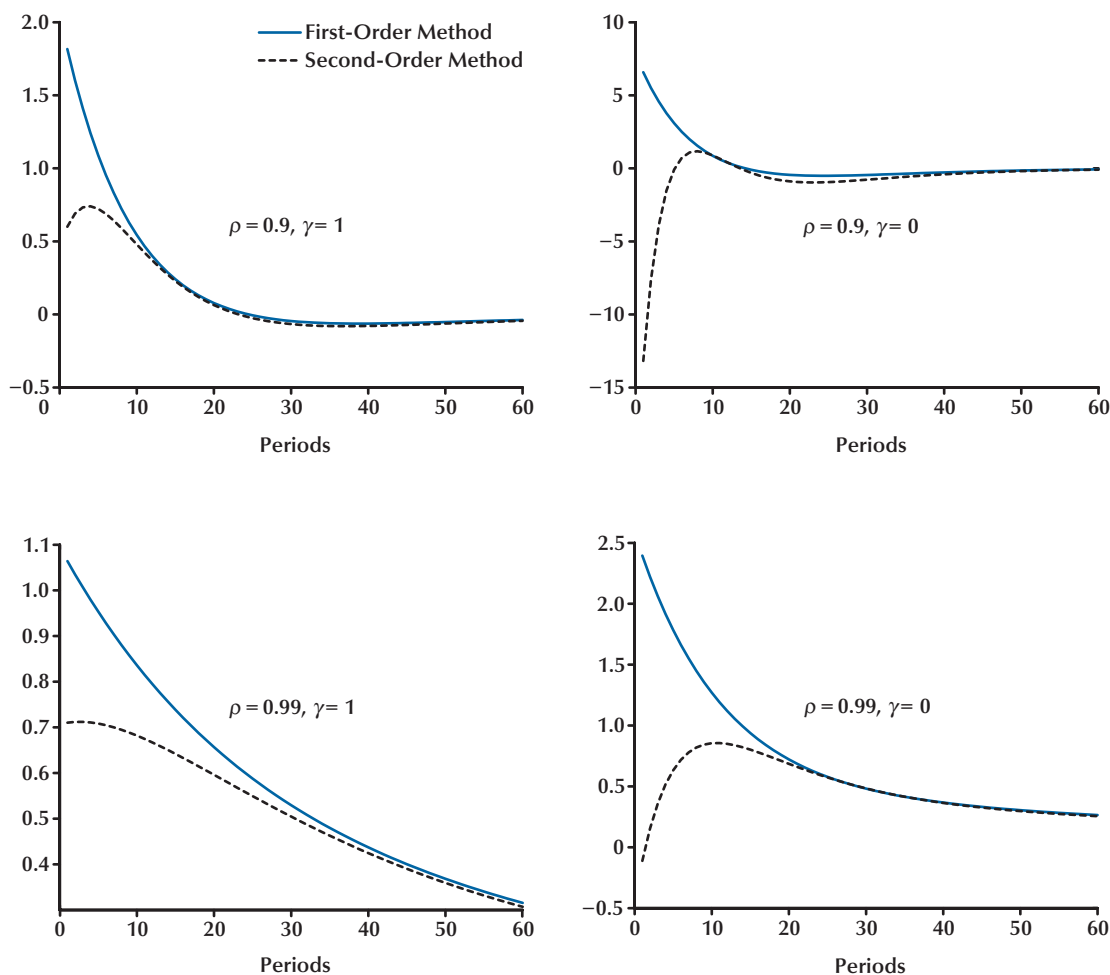 First-Order Method
Second-Order Method
2.0
1.5
1.0
0.5
0
−0.5
ρ = 0.9, γ = 1
0 10 20 30 40 50 60
Periods
10
5
0
−5
−10
−15
ρ = 0.9, γ = 0
0 10 20 30 40 50 60
Periods
1.1
1.0
0.9
0.8
0.7
0.6
0.5
0.4
ρ = 0.99, γ = 1
0 10 20 30 40 50 60
Periods
2.5
2.0
1.5
1.0
0.5
0
−0.5
ρ = 0.99, γ = 0
0 10 20 30 40 50 60
Periods